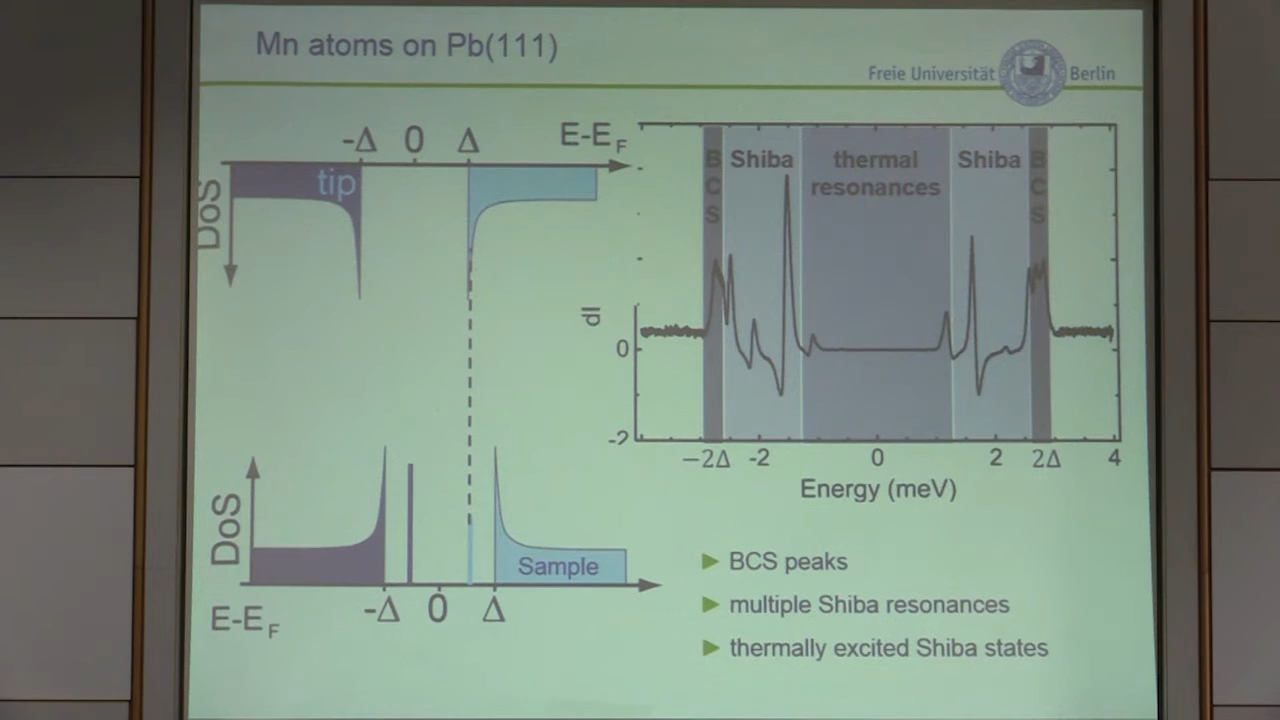 Mn atoms on Pb(111)
Freie Universität Berlin
-Δ 0 Δ E-E_F
tip
DoS
DoS
Sample
-Δ 0 Δ
E-E_F
BCS Shiba thermal resonances Shiba BCS
dI
0
-2
−2Δ -2 0 2 2Δ 4
Energy (meV)
► BCS peaks
► multiple Shiba resonances
► thermally excited Shiba states